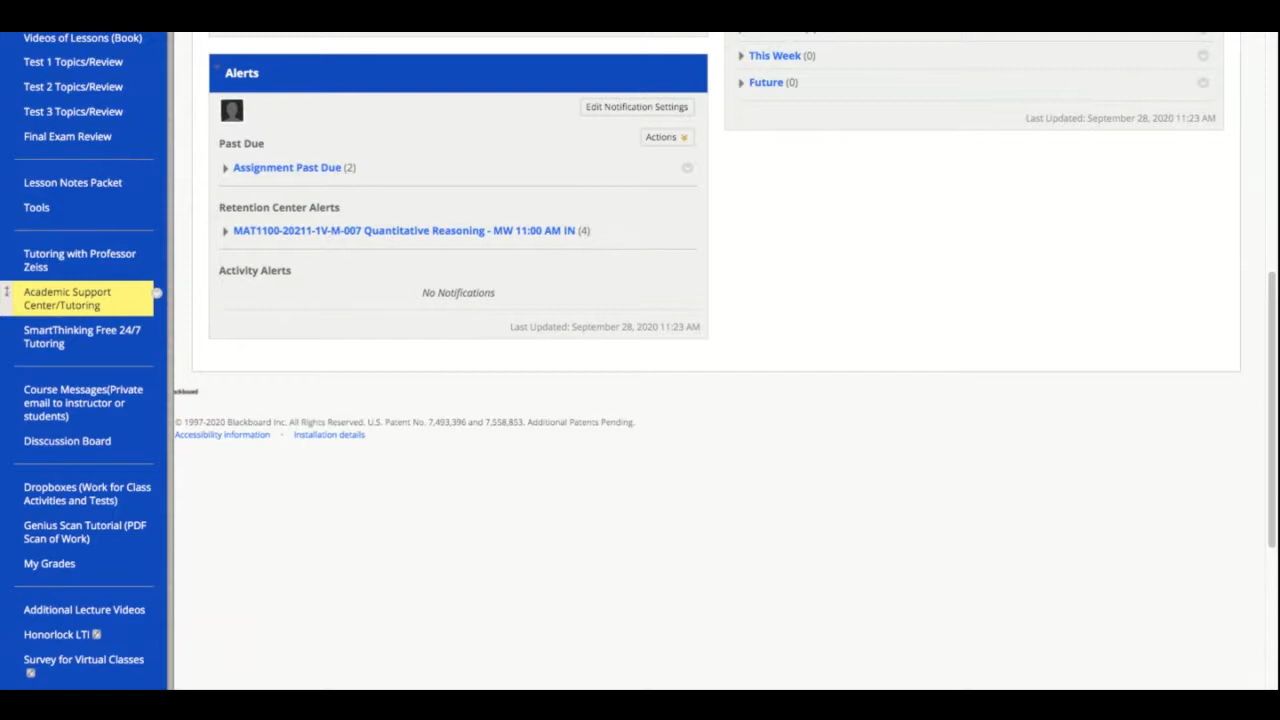 Videos of Lessons (Book)
Test 1 Topics/Review
Test 2 Topics/Review
Test 3 Topics/Review
Final Exam Review
Lesson Notes Packet
Tools
Tutoring with Professor
Zeiss
Academic Support
Center/Tutoring
SmartThinking Free 24/7
Tutoring
Course Messages(Private
email to instructor or
students)
Disscussion Board
Dropboxes (Work for Class
Activities and Tests)
Genius Scan Tutorial (PDF
Scan of Work)
My Grades
Additional Lecture Videos
Honorlock LTI
Survey for Virtual Classes
Alerts
Edit Notification Settings
Actions
Past Due
Assignment Past Due (2)
Retention Center Alerts
MAT1100-20211-1V-M-007 Quantitative Reasoning - MW 11:00 AM IN (4)
Activity Alerts
No Notifications
Last Updated: September 28, 2020 11:23 AM
This Week (0)
Future (0)
Last Updated: September 28, 2020 11:23 AM
© 1997-2020 Blackboard Inc. All Rights Reserved. U.S. Patent No. 7,493,396 and 7,558,853. Additional Patents Pending.
Accessibility information - Installation details